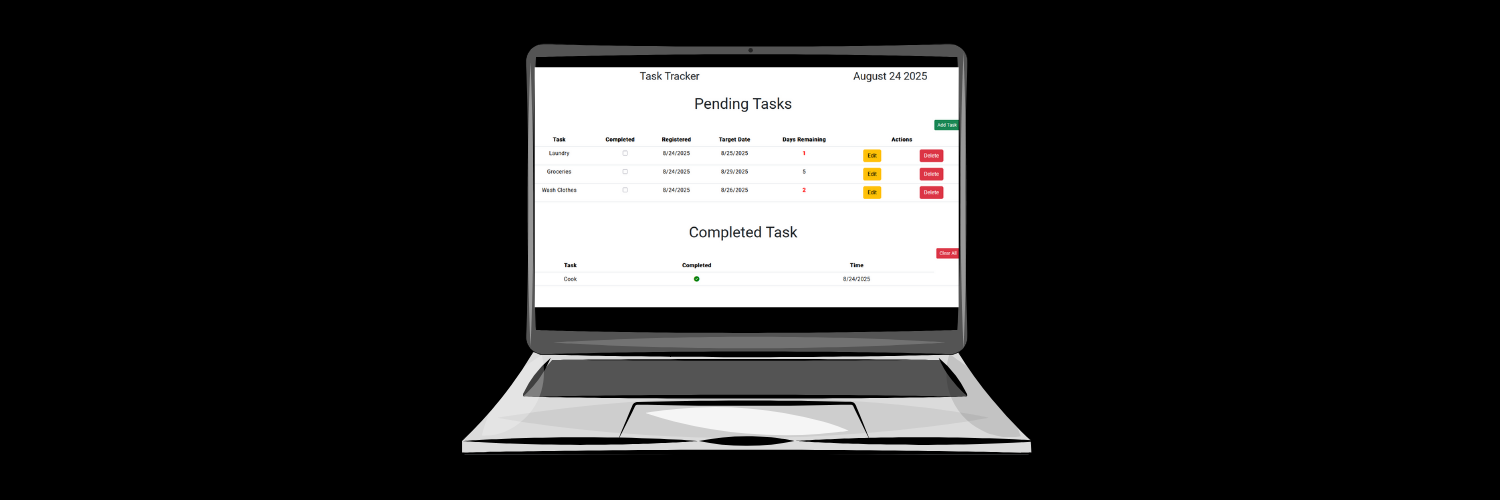 Task Tracker August 24 2025
Pending Tasks
Add Task
Task Completed Registered Target Date Days Remaining Actions
Laundry 8/24/2025 8/25/2025 1 Edit Delete
Groceries 8/24/2025 8/29/2025 5 Edit Delete
Wash Clothes 8/24/2025 8/26/2025 2 Edit Delete
Completed Task
Clear All
Task Completed Time
Cook 8/24/2025